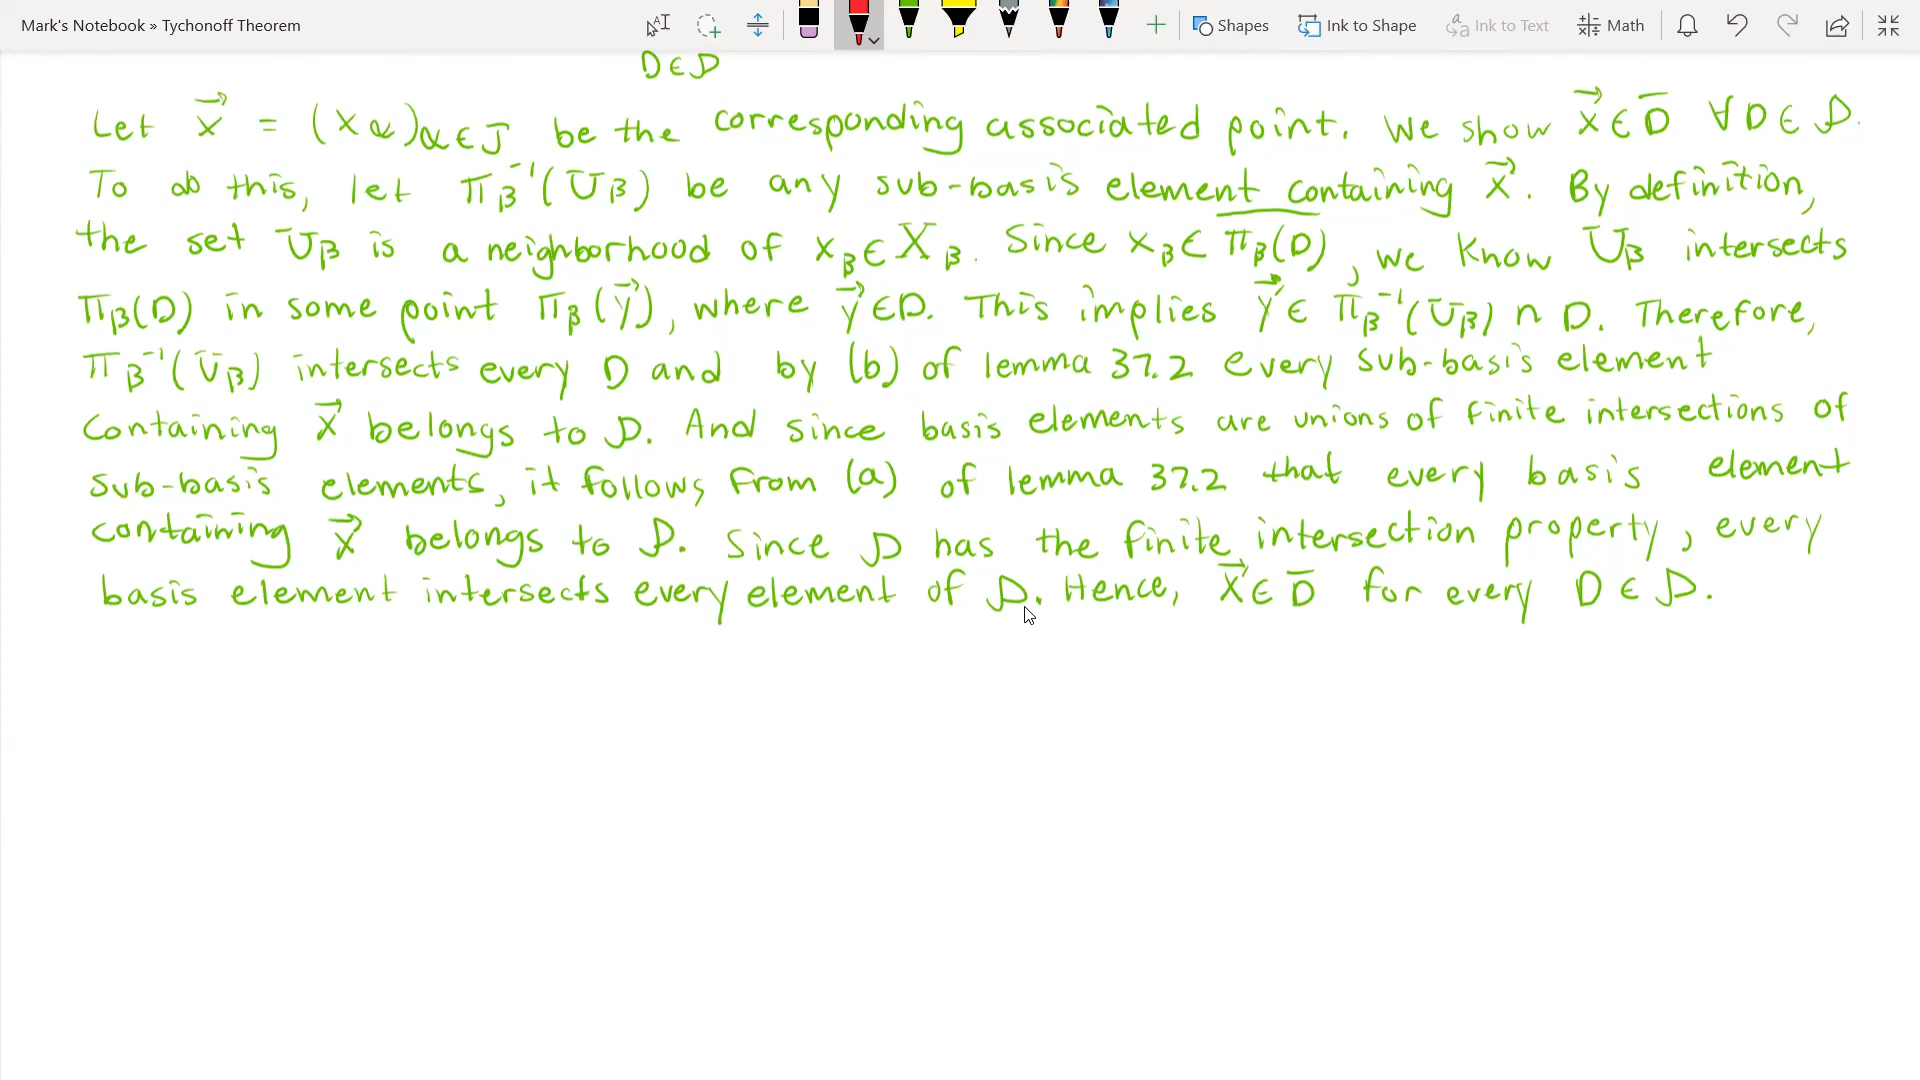 Mark's Notebook » Tychonoff Theorem Shapes Ink to Shape Ink to Text Math
D ∈ 𝒟
Let x⃗ = (xα)α∈J be the corresponding associated point. We show x⃗ ∈ D̅ ∀ D ∈ 𝒟.
To do this, let πβ⁻¹(Uβ) be any sub-basis element containing x⃗. By definition,
the set Uβ is a neighborhood of xβ ∈ Xβ. Since xβ ∈ πβ(D), we know Uβ intersects
πβ(D) in some point πβ(y⃗), where y⃗ ∈ D. This implies y⃗ ∈ πβ⁻¹(Uβ) ∩ D. Therefore,
πβ⁻¹(Uβ) intersects every D and by (b) of lemma 37.2 every sub-basis element
containing x⃗ belongs to 𝒟. And since basis elements are unions of finite intersections of
sub-basis elements, it follows from (a) of lemma 37.2 that every basis element
containing x⃗ belongs to 𝒟. Since 𝒟 has the finite intersection property, every
basis element intersects every element of 𝒟. Hence, x⃗ ∈ D̅ for every D ∈ 𝒟.